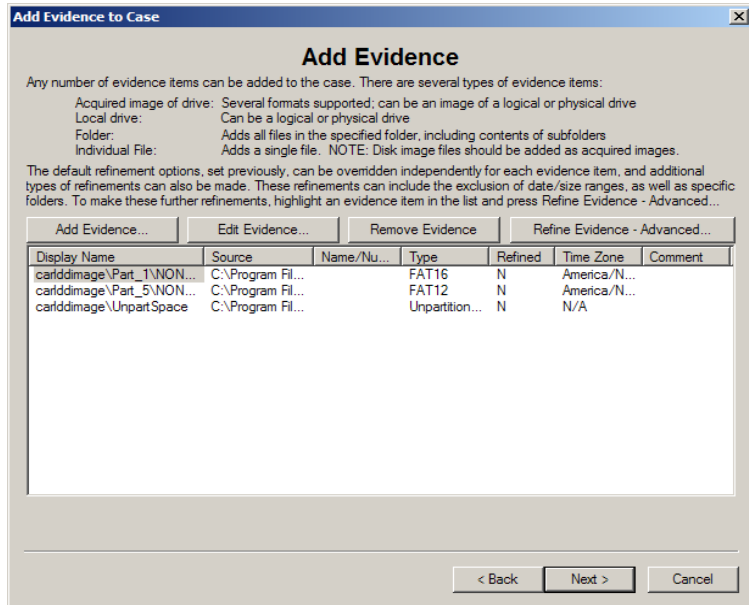 Add Evidence to Case
Add Evidence
Any number of evidence items can be added to the case. There are several types of evidence items:
Acquired image of drive: Several formats supported; can be an image of a logical or physical drive
Local drive: Can be a logical or physical drive
Folder: Adds all files in the specified folder, including contents of subfolders
Individual File: Adds a single file. NOTE: Disk image files should be added as acquired images.
The default refinement options, set previously, can be overridden independently for each evidence item, and additional
types of refinements can also be made. These refinements can include the exclusion of date/size ranges, as well as specific
folders. To make these further refinements, highlight an evidence item in the list and press Refine Evidence - Advanced...
Add Evidence... Edit Evidence... Remove Evidence Refine Evidence - Advanced...
Display Name Source Name/Nu... Type Refined Time Zone Comment
carlddimage\Part_1\NON... C:\Program Fil... FAT16 N America/N...
carlddimage\Part_5\NON... C:\Program Fil... FAT12 N America/N...
carlddimage\UnpartSpace C:\Program Fil... Unpartition... N N/A
< Back Next > Cancel